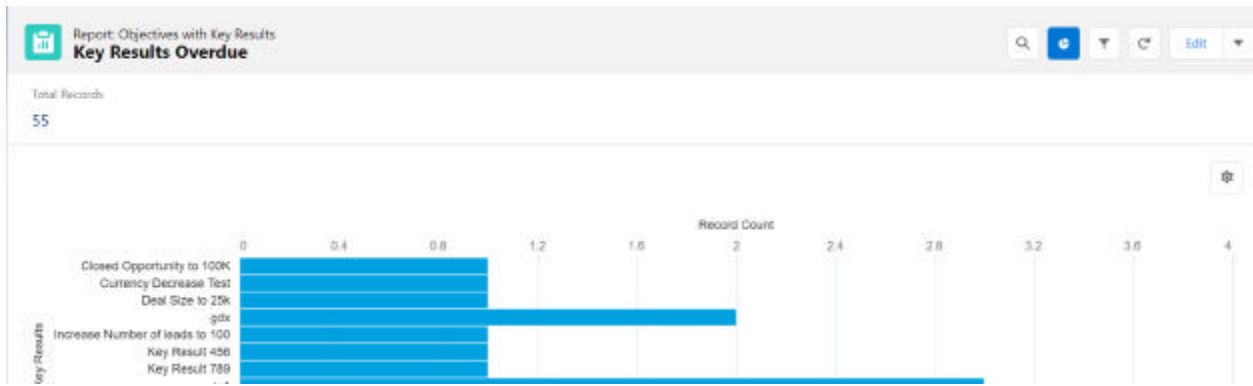 Report: Objectives with Key Results
Key Results Overdue
Edit
Total Records
55
Record Count
0 0.4 0.8 1.2 1.6 2 2.4 2.8 3.2 3.6 4
Closed Opportunity to 100K
Currency Decrease Test
Deal Size to 25k
gdx
Increase Number of leads to 100
Key Result 456
Key Result 789
Key Results